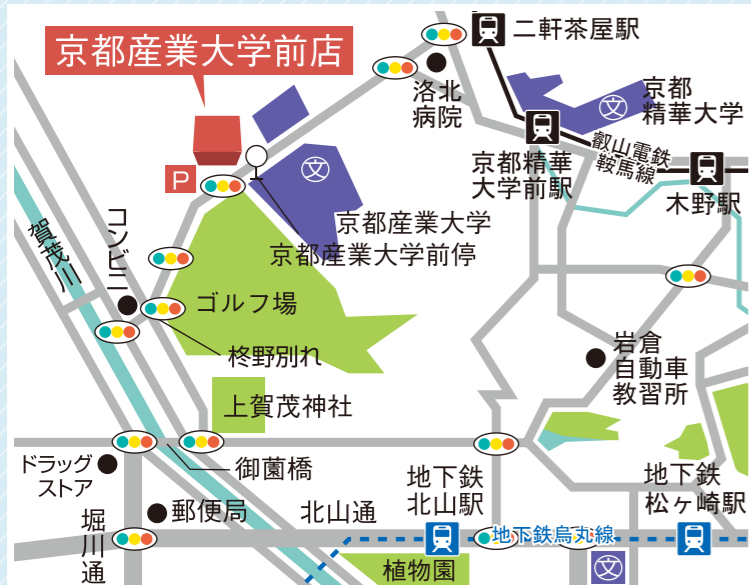 京都産業大学前店
二軒茶屋駅
洛北
病院
京都
精華大学
文
叡山電鉄
鞍馬線
京都精華
大学前駅
木野駅
P
文
京都産業大学
京都産業大学前停
賀茂川
コンビニ
ゴルフ場
柊野別れ
岩倉
自動車
教習所
上賀茂神社
御薗橋
ドラッグ
ストア
地下鉄
北山駅
地下鉄
松ヶ崎駅
郵便局
北山通
堀川通
地下鉄烏丸線
植物園
文